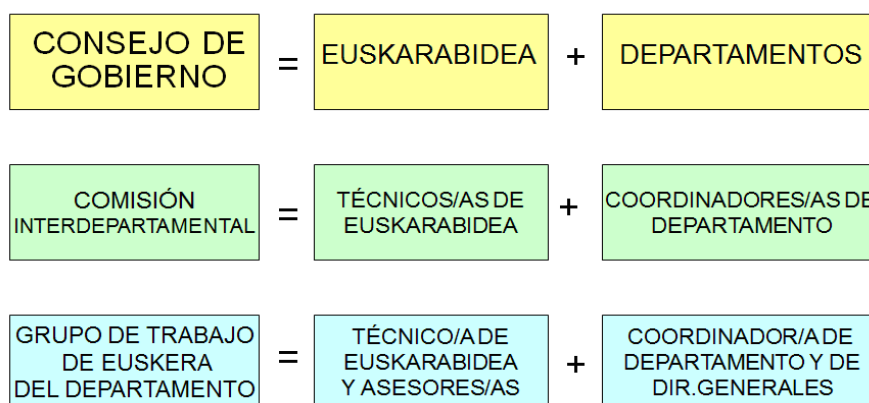 CONSEJO DE
GOBIERNO
=
EUSKARABIDEA
+
DEPARTAMENTOS
COMISIÓN
INTERDEPARTAMENTAL
=
TÉCNICOS/AS DE
EUSKARABIDEA
+
COORDINADORES/AS DE
DEPARTAMENTO
GRUPO DE TRABAJO
DE EUSKERA
DEL DEPARTAMENTO
=
TÉCNICO/A DE
EUSKARABIDEA
Y ASESORES/AS
+
COORDINADOR/A DE
DEPARTAMENTO Y DE
DIR.GENERALES